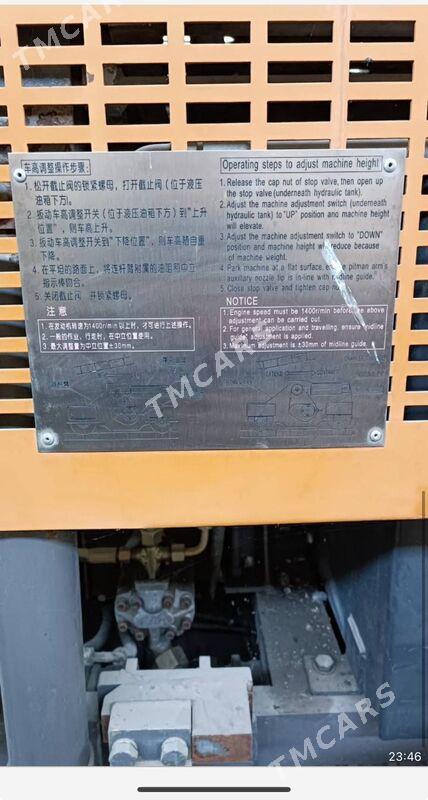 车高调整操作步骤:
1. 松开截止阀的锁紧螺母,打开截止阀(位于液压
油箱下方)。
2. 扳动车高调整开关(位于油箱下方)到"上升
位置",则车高上升。
3. 扳动车高调整开关到"下降位置",则车高随自重
下降。
4. 在平坦的路面上,将连杆臂附属的油咀和中立
指示棒吻合。
5. 关闭截止阀 锁紧螺母。
注意
1. 在发动机转速为1400r/min以上时,才可进行上述操作。
2. 一般的作业、行走时,在中立位置使用。
3. 最大调整量为中立位置±30mm。
Operating steps to adjust machine height
1. Release the cap nut of stop valve, then open up
the stop valve (underneath hydraulic tank).
2. Adjust the machine adjustment switch (underneath
hydraulic tank) to "UP" position and machine height
will elevate.
3. Adjust the machine adjustment switch to "DOWN"
position and machine height will reduce because of
of machine weight.
4. Park machine at a flat surface, pitman arm's
auxiliary nozzle tip is in-line with midline guide.
5. Close stop valve and tighten cap nut.
NOTICE
1. Engine speed must be 1400r/min before above
adjustment can be carried out.
2. For general application and travelling, ensure "midline
guide" adjustment is applied.
3. Maximum adjustment is ±30mm of midline guide.
TMCARS
TMCARS
TMCARS
TMCARS
TMCARS
TMCARS
23:46